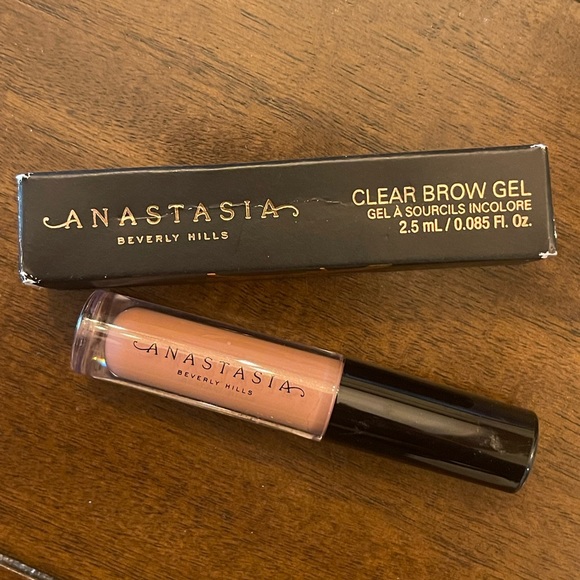 ANASTASIA
BEVERLY HILLS
CLEAR BROW GEL
GEL À SOURCILS INCOLORE
2.5 mL / 0.085 Fl. Oz.
ANASTASIA
BEVERLY HILLS